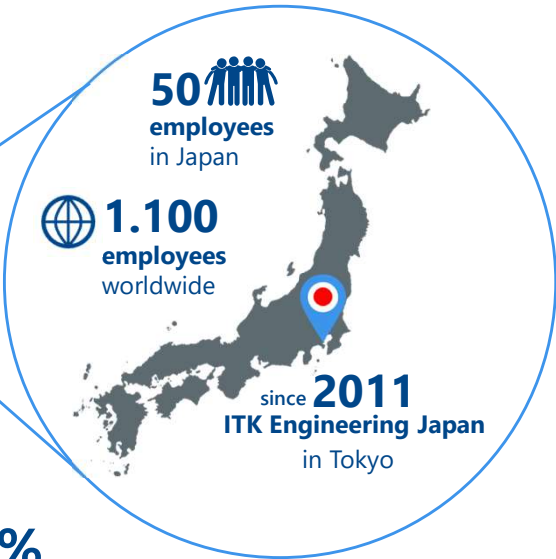 50
employees
in Japan
1.100
employees
worldwide
since 2011
ITK Engineering Japan
in Tokyo
%